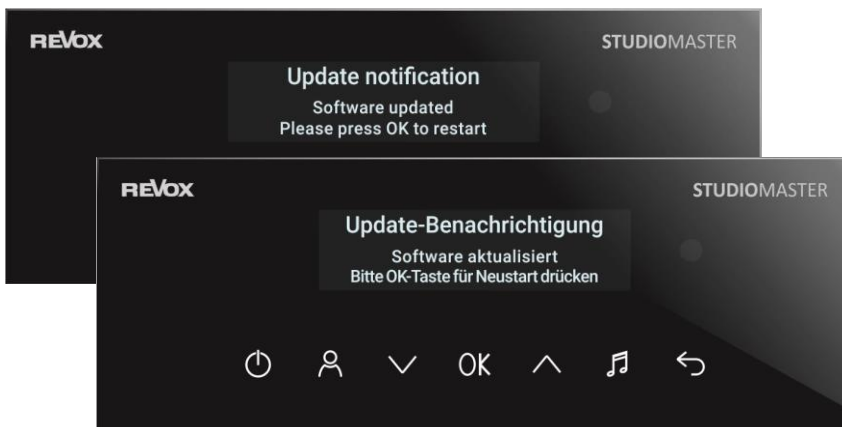 REVOX
STUDIOMASTER
Update notification
Software updated
Please press OK to restart
REVOX
STUDIOMASTER
Update-Benachrichtigung
Software aktualisiert
Bitte OK-Taste für Neustart drücken
OK